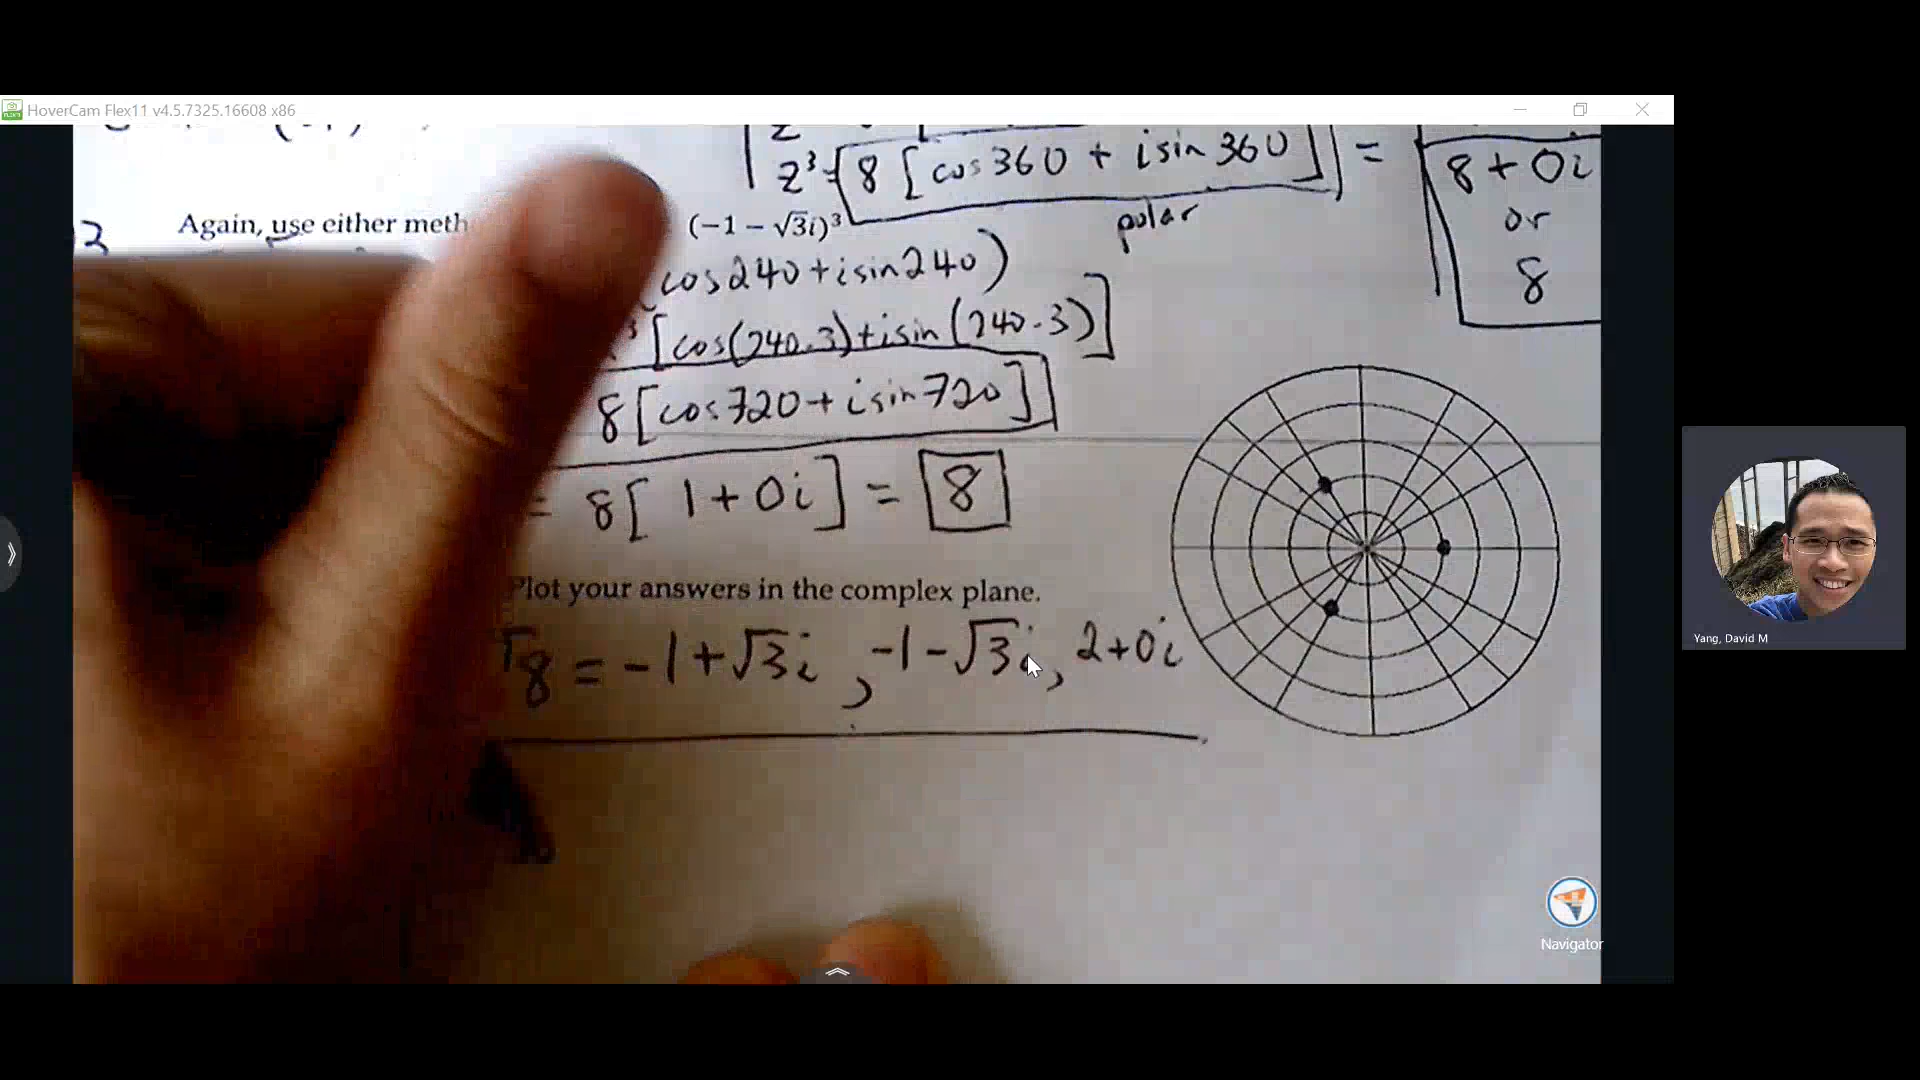 HoverCam Flex11 v4.5.7325.16608 x86
z³ = 8 [cos 360 + i sin 360] =
8 + 0i
or
8
polar
Again, use either meth
(−1 − √3i)³
cos 240 + i sin 240)
³ [cos(240·3) + i sin(240·3)]
8 [cos 720 + i sin 720]
= 8 [ 1 + 0i ] = 8
Plot your answers in the complex plane.
8 = -1 + √3 i , -1 - √3 i , 2 + 0i
Yang, David M
Navigator